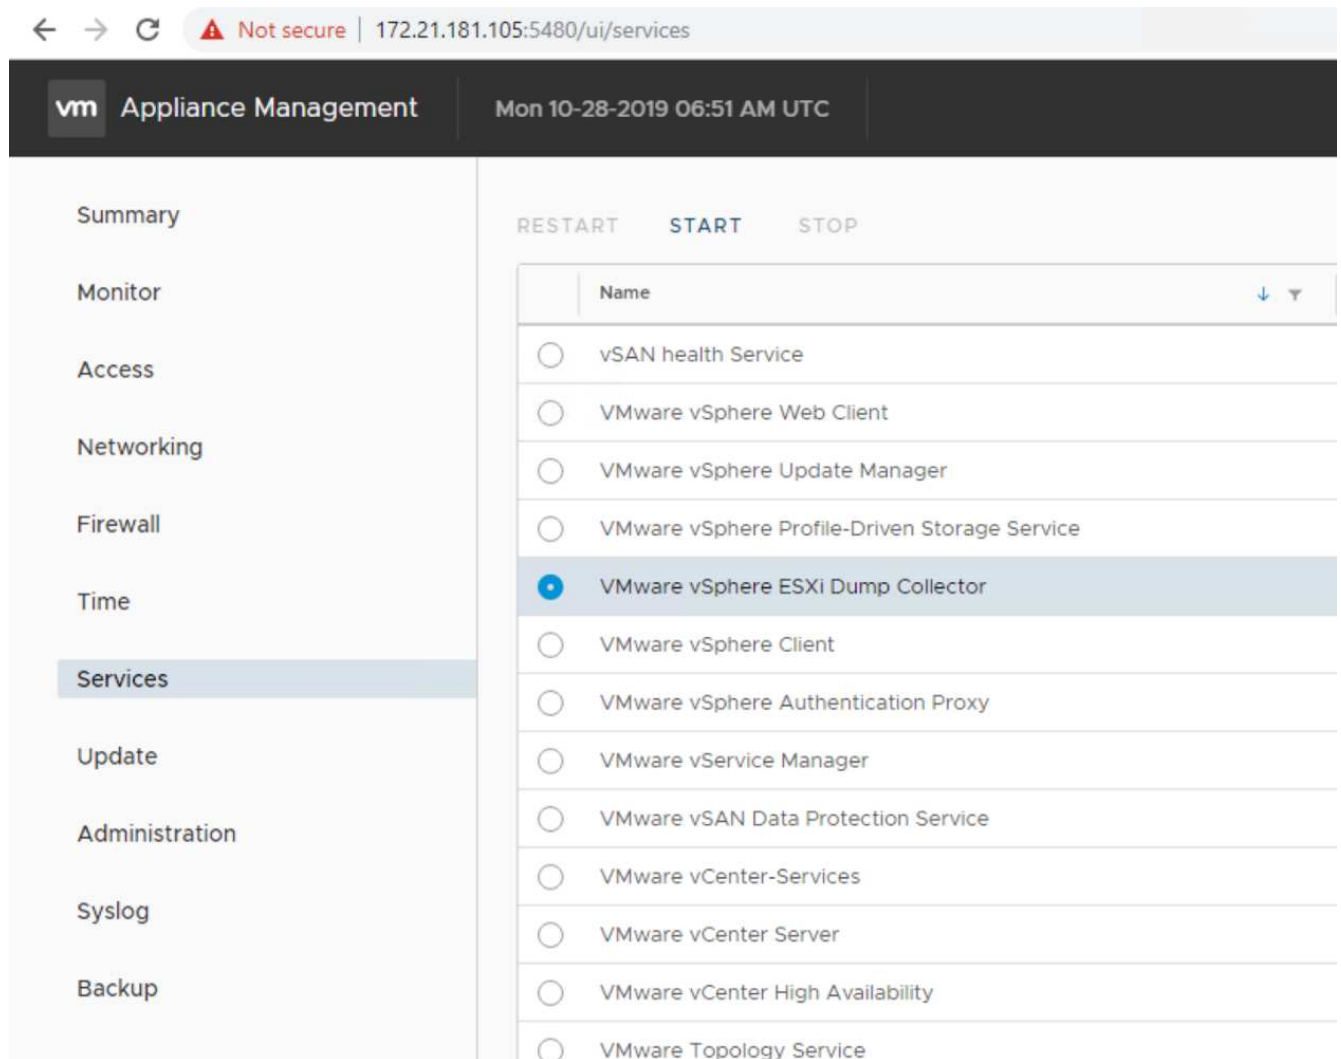 Not secure | 172.21.181.105:5480/ui/services
vm Appliance Management Mon 10-28-2019 06:51 AM UTC
Summary
Monitor
Access
Networking
Firewall
Time
Services
Update
Administration
Syslog
Backup
RESTART START STOP
Name
vSAN health Service
VMware vSphere Web Client
VMware vSphere Update Manager
VMware vSphere Profile-Driven Storage Service
VMware vSphere ESXi Dump Collector
VMware vSphere Client
VMware vSphere Authentication Proxy
VMware vService Manager
VMware vSAN Data Protection Service
VMware vCenter-Services
VMware vCenter Server
VMware vCenter High Availability
VMware Topology Service